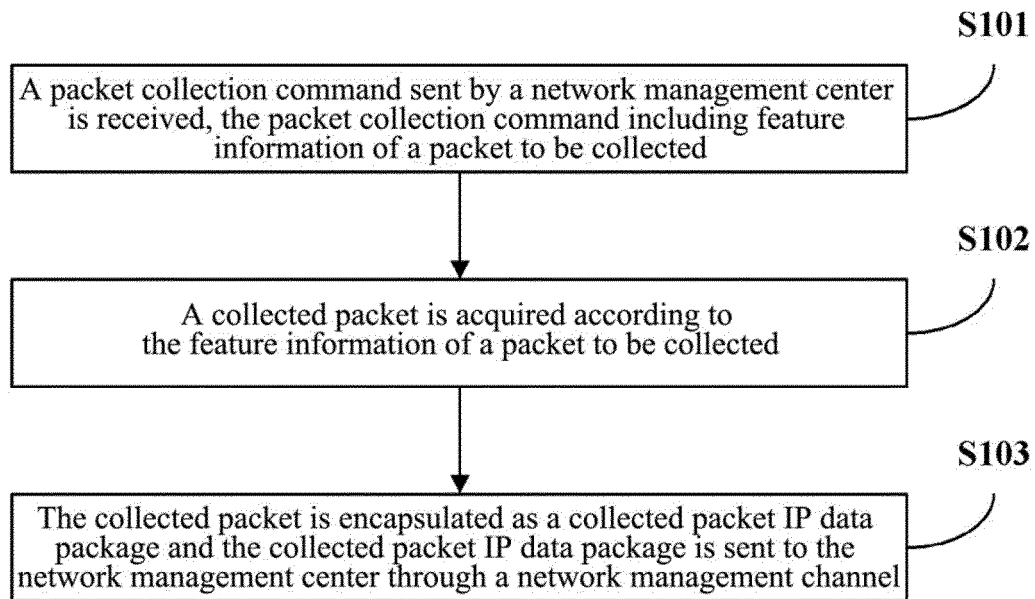 S101
A packet collection command sent by a network management center
is received, the packet collection command including feature
information of a packet to be collected
S102
A collected packet is acquired according to
the feature information of a packet to be collected
S103
The collected packet is encapsulated as a collected packet IP data
package and the collected packet IP data package is sent to the
network management center through a network management channel